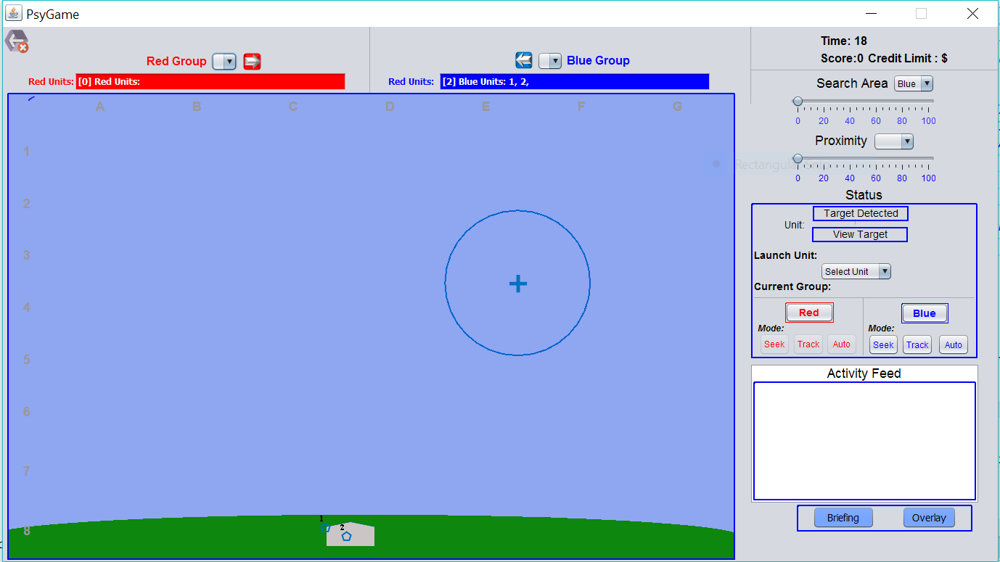 PsyGame
Time: 18
Score:0 Credit Limit : $
Red Group
Blue Group
Red Units: [0] Red Units:
Red Units: [2] Blue Units: 1, 2,
Search Area Blue
0 20 40 60 80 100
A B C D E F G
1
2
3
4
5
6
7
8
Proximity
Rectangular Snip
0 20 40 60 80 100
Status
Unit:
Target Detected
View Target
Launch Unit:
Select Unit
Current Group:
Red
Blue
Mode:
Mode:
Seek Track Auto
Seek Track Auto
Activity Feed
1
2
Briefing
Overlay